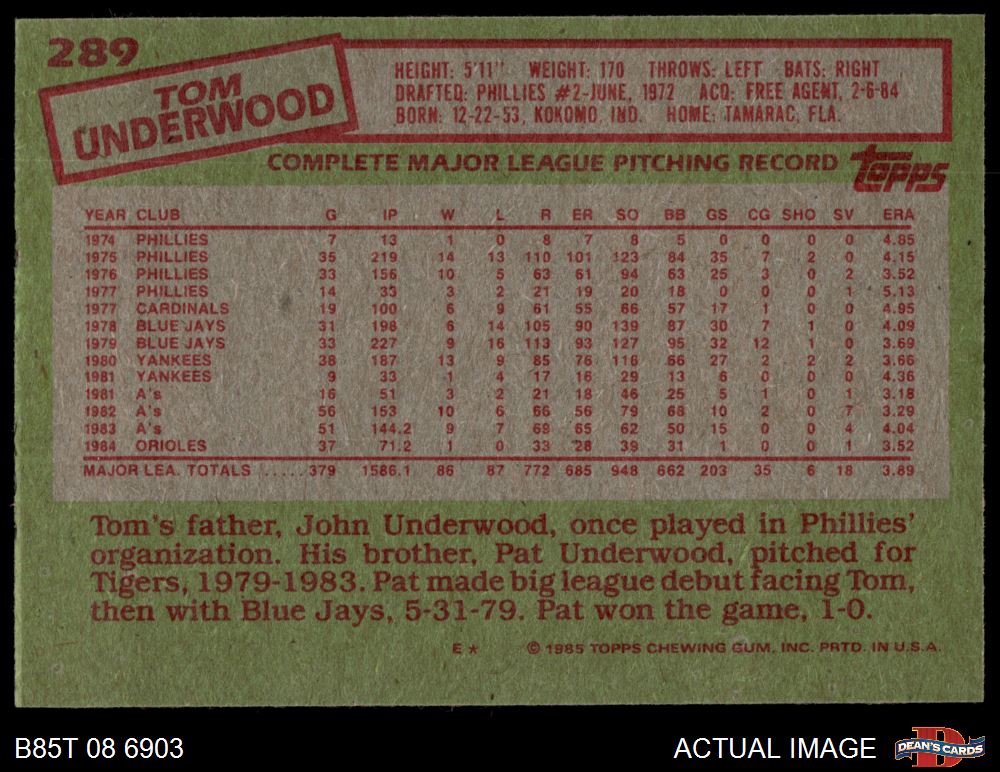 289
TOM
UNDERWOOD
HEIGHT: 5'11" WEIGHT: 170 THROWS: LEFT BATS: RIGHT
DRAFTED: PHILLIES #2-JUNE, 1972 ACQ: FREE AGENT, 2-6-84
BORN: 12-22-53, KOKOMO, IND. HOME: TAMARAC, FLA.
COMPLETE MAJOR LEAGUE PITCHING RECORD
topps
YEAR CLUB G IP W L R ER SO BB GS CG SHO SV ERA
1974 PHILLIES 7 13 1 0 8 7 8 5 0 0 0 0 4.85
1975 PHILLIES 35 219 14 13 110 101 123 84 35 7 2 0 4.15
1976 PHILLIES 33 156 10 5 63 61 94 63 25 3 0 2 3.52
1977 PHILLIES 14 33 3 2 21 19 20 18 0 0 0 1 5.13
1977 CARDINALS 19 100 6 9 61 55 66 57 17 1 0 0 4.95
1978 BLUE JAYS 31 198 6 14 105 90 139 87 30 7 1 0 4.09
1979 BLUE JAYS 33 227 9 16 113 93 127 95 32 12 1 0 3.69
1980 YANKEES 38 187 13 9 85 76 116 66 27 2 2 2 3.66
1981 YANKEES 9 33 1 4 17 16 29 13 6 0 0 0 4.36
1981 A's 16 51 3 2 21 18 46 25 5 1 0 1 3.18
1982 A's 56 153 10 6 66 56 79 68 10 2 0 7 3.29
1983 A's 51 144.2 9 7 69 65 62 50 15 0 0 4 4.04
1984 ORIOLES 37 71.2 1 0 33 28 39 31 1 0 0 1 3.52
MAJOR LEA. TOTALS ......379 1586.1 86 87 772 685 948 662 203 35 6 18 3.89
Tom's father, John Underwood, once played in Phillies'
organization. His brother, Pat Underwood, pitched for
Tigers, 1979-1983. Pat made big league debut facing Tom,
then with Blue Jays, 5-31-79. Pat won the game, 1-0.
E * © 1985 TOPPS CHEWING GUM, INC. PRTD. IN U.S.A.
B85T 08 6903
ACTUAL IMAGE
DEAN'S CARDS